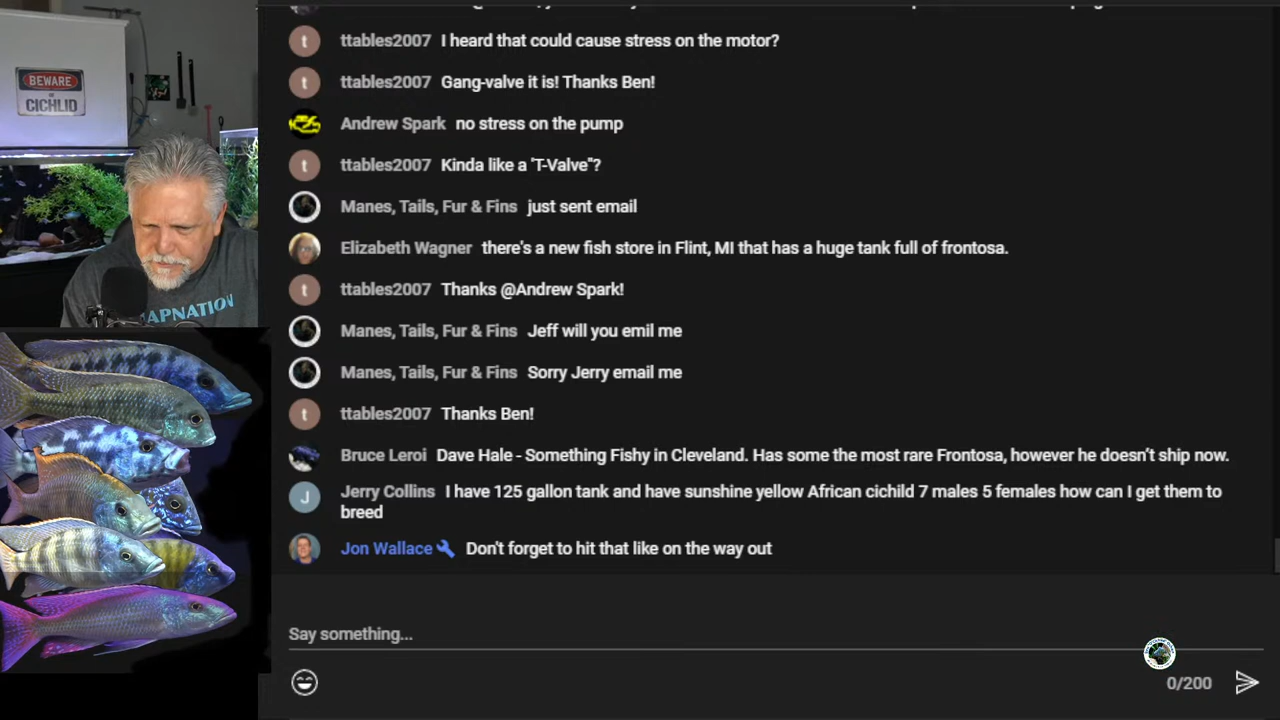 BEWARE
OF
CICHLID
APNATION
ttables2007 I heard that could cause stress on the motor?
ttables2007 Gang-valve it is! Thanks Ben!
Andrew Spark no stress on the pump
ttables2007 Kinda like a "T-Valve"?
Manes, Tails, Fur & Fins just sent email
Elizabeth Wagner there's a new fish store in Flint, MI that has a huge tank full of frontosa.
ttables2007 Thanks @Andrew Spark!
Manes, Tails, Fur & Fins Jeff will you emil me
Manes, Tails, Fur & Fins Sorry Jerry email me
ttables2007 Thanks Ben!
Bruce Leroi Dave Hale - Something Fishy in Cleveland. Has some the most rare Frontosa, however he doesn't ship now.
Jerry Collins I have 125 gallon tank and have sunshine yellow African cichild 7 males 5 females how can I get them to
breed
Jon Wallace Don't forget to hit that like on the way out
Say something...
0/200